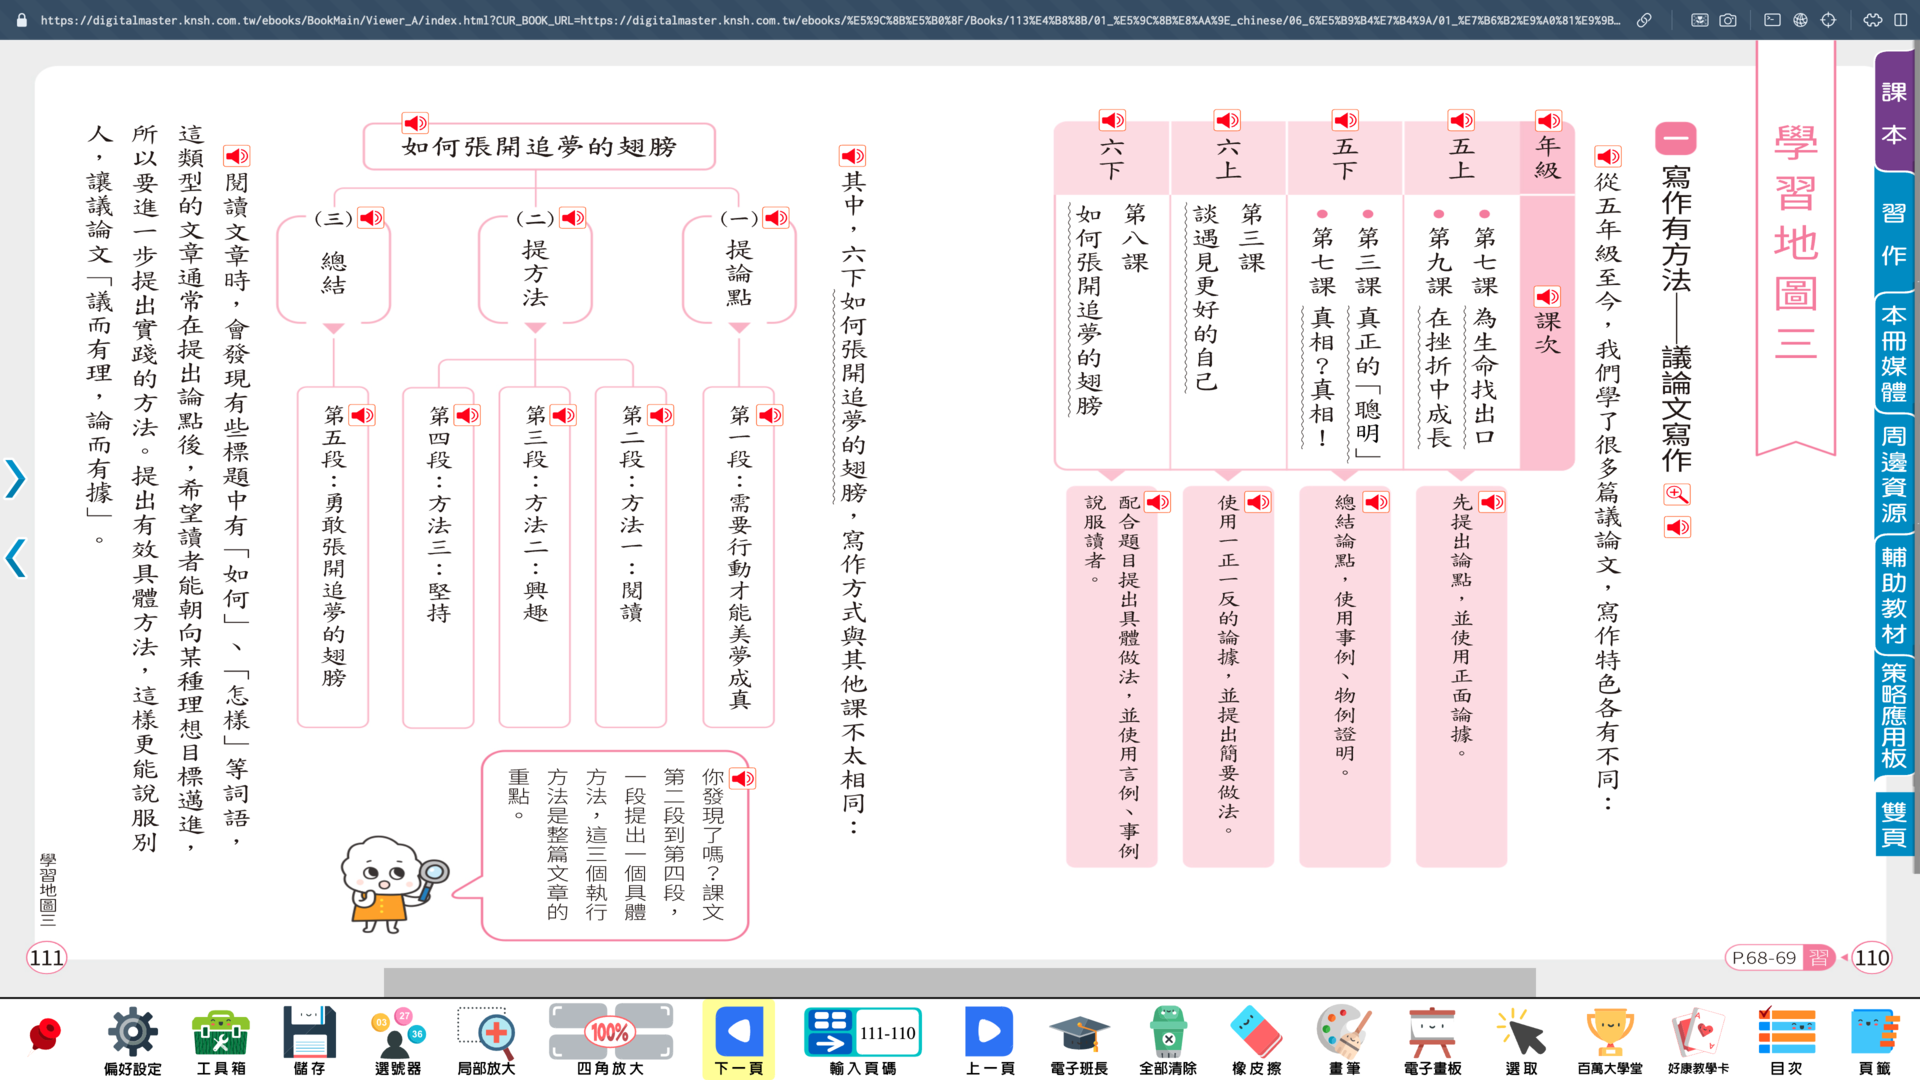 https://digitalmaster.knsh.com.tw/ebooks/BookMain/Viewer_A/index.html?CUR_BOOK_URL=https://digitalmaster.knsh.com.tw/ebooks/%E5%9C%8B%E5%B0%8F/Books/113%E4%B8%8B/01_%E5%9C%8B%E8%AA%9E_chinese/06_6%E5%B9%B4%E7%B4%9A/01_%E7%B6%B2%E9%A0%81%E9%9B…
學習地圖三
一 寫作有方法——議論文寫作
從五年級至今，我們學了很多篇議論文，寫作特色各有不同：
年級
課次
五上
第七課 為生命找出口
第九課 在挫折中成長
先提出論點，並使用正面論據。
五下
第三課 真正的「聰明」
第七課 真相？真相！
總結論點，使用事例、物例證明。
六上
第三課
談遇見更好的自己
使用一正一反的論據，並提出簡要做法。
六下
第八課
如何張開追夢的翅膀
配合題目提出具體做法，並使用言例、事例
說服讀者。
其中，六下如何張開追夢的翅膀，寫作方式與其他課不太相同：
如何張開追夢的翅膀
(一)
提論點
第一段：需要行動才能美夢成真
(二)
提方法
第二段：方法一：閱讀
第三段：方法二：興趣
第四段：方法三：堅持
(三)
總結
第五段：勇敢張開追夢的翅膀
你發現了嗎？課文
第二段到第四段，
一段提出一個具體
方法，這三個執行
方法是整篇文章的
重點。
閱讀文章時，會發現有些標題中有「如何」、「怎樣」等詞語，
這類型的文章通常在提出論點後，希望讀者能朝向某種理想目標邁進，
所以要進一步提出實踐的方法。提出有效具體方法，這樣更能說服別
人，讓議論文「議而有理，論而有據」。
學習地圖三
111
P.68-69 習
110
課本
習作
本冊媒體
周邊資源
輔助教材
策略應用板
雙頁
偏好設定
工具箱
儲存
03
27
36
選號器
局部放大
100%
四角放大
下一頁
111-110
輸入頁碼
上一頁
電子班長
全部清除
橡皮擦
畫筆
電子畫板
選取
百萬大學堂
好康教學卡
目次
頁籤